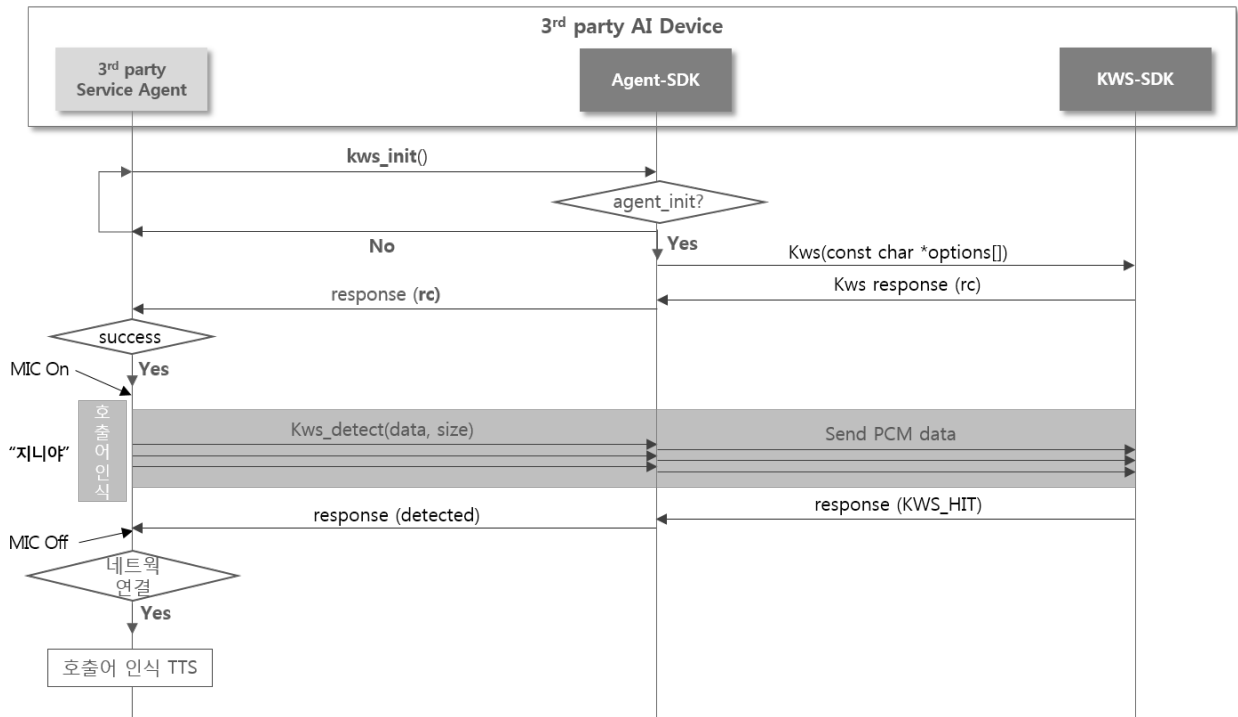 3rd party AI Device
3rd party
Service Agent
Agent-SDK
KWS-SDK
kws_init()
agent_init?
No
Yes
Kws(const char *options[])
response (rc)
Kws response (rc)
success
MIC On
Yes
호출어인식
"지니야"
Kws_detect(data, size)
Send PCM data
response (detected)
response (KWS_HIT)
MIC Off
네트웍
연결
Yes
호출어 인식 TTS